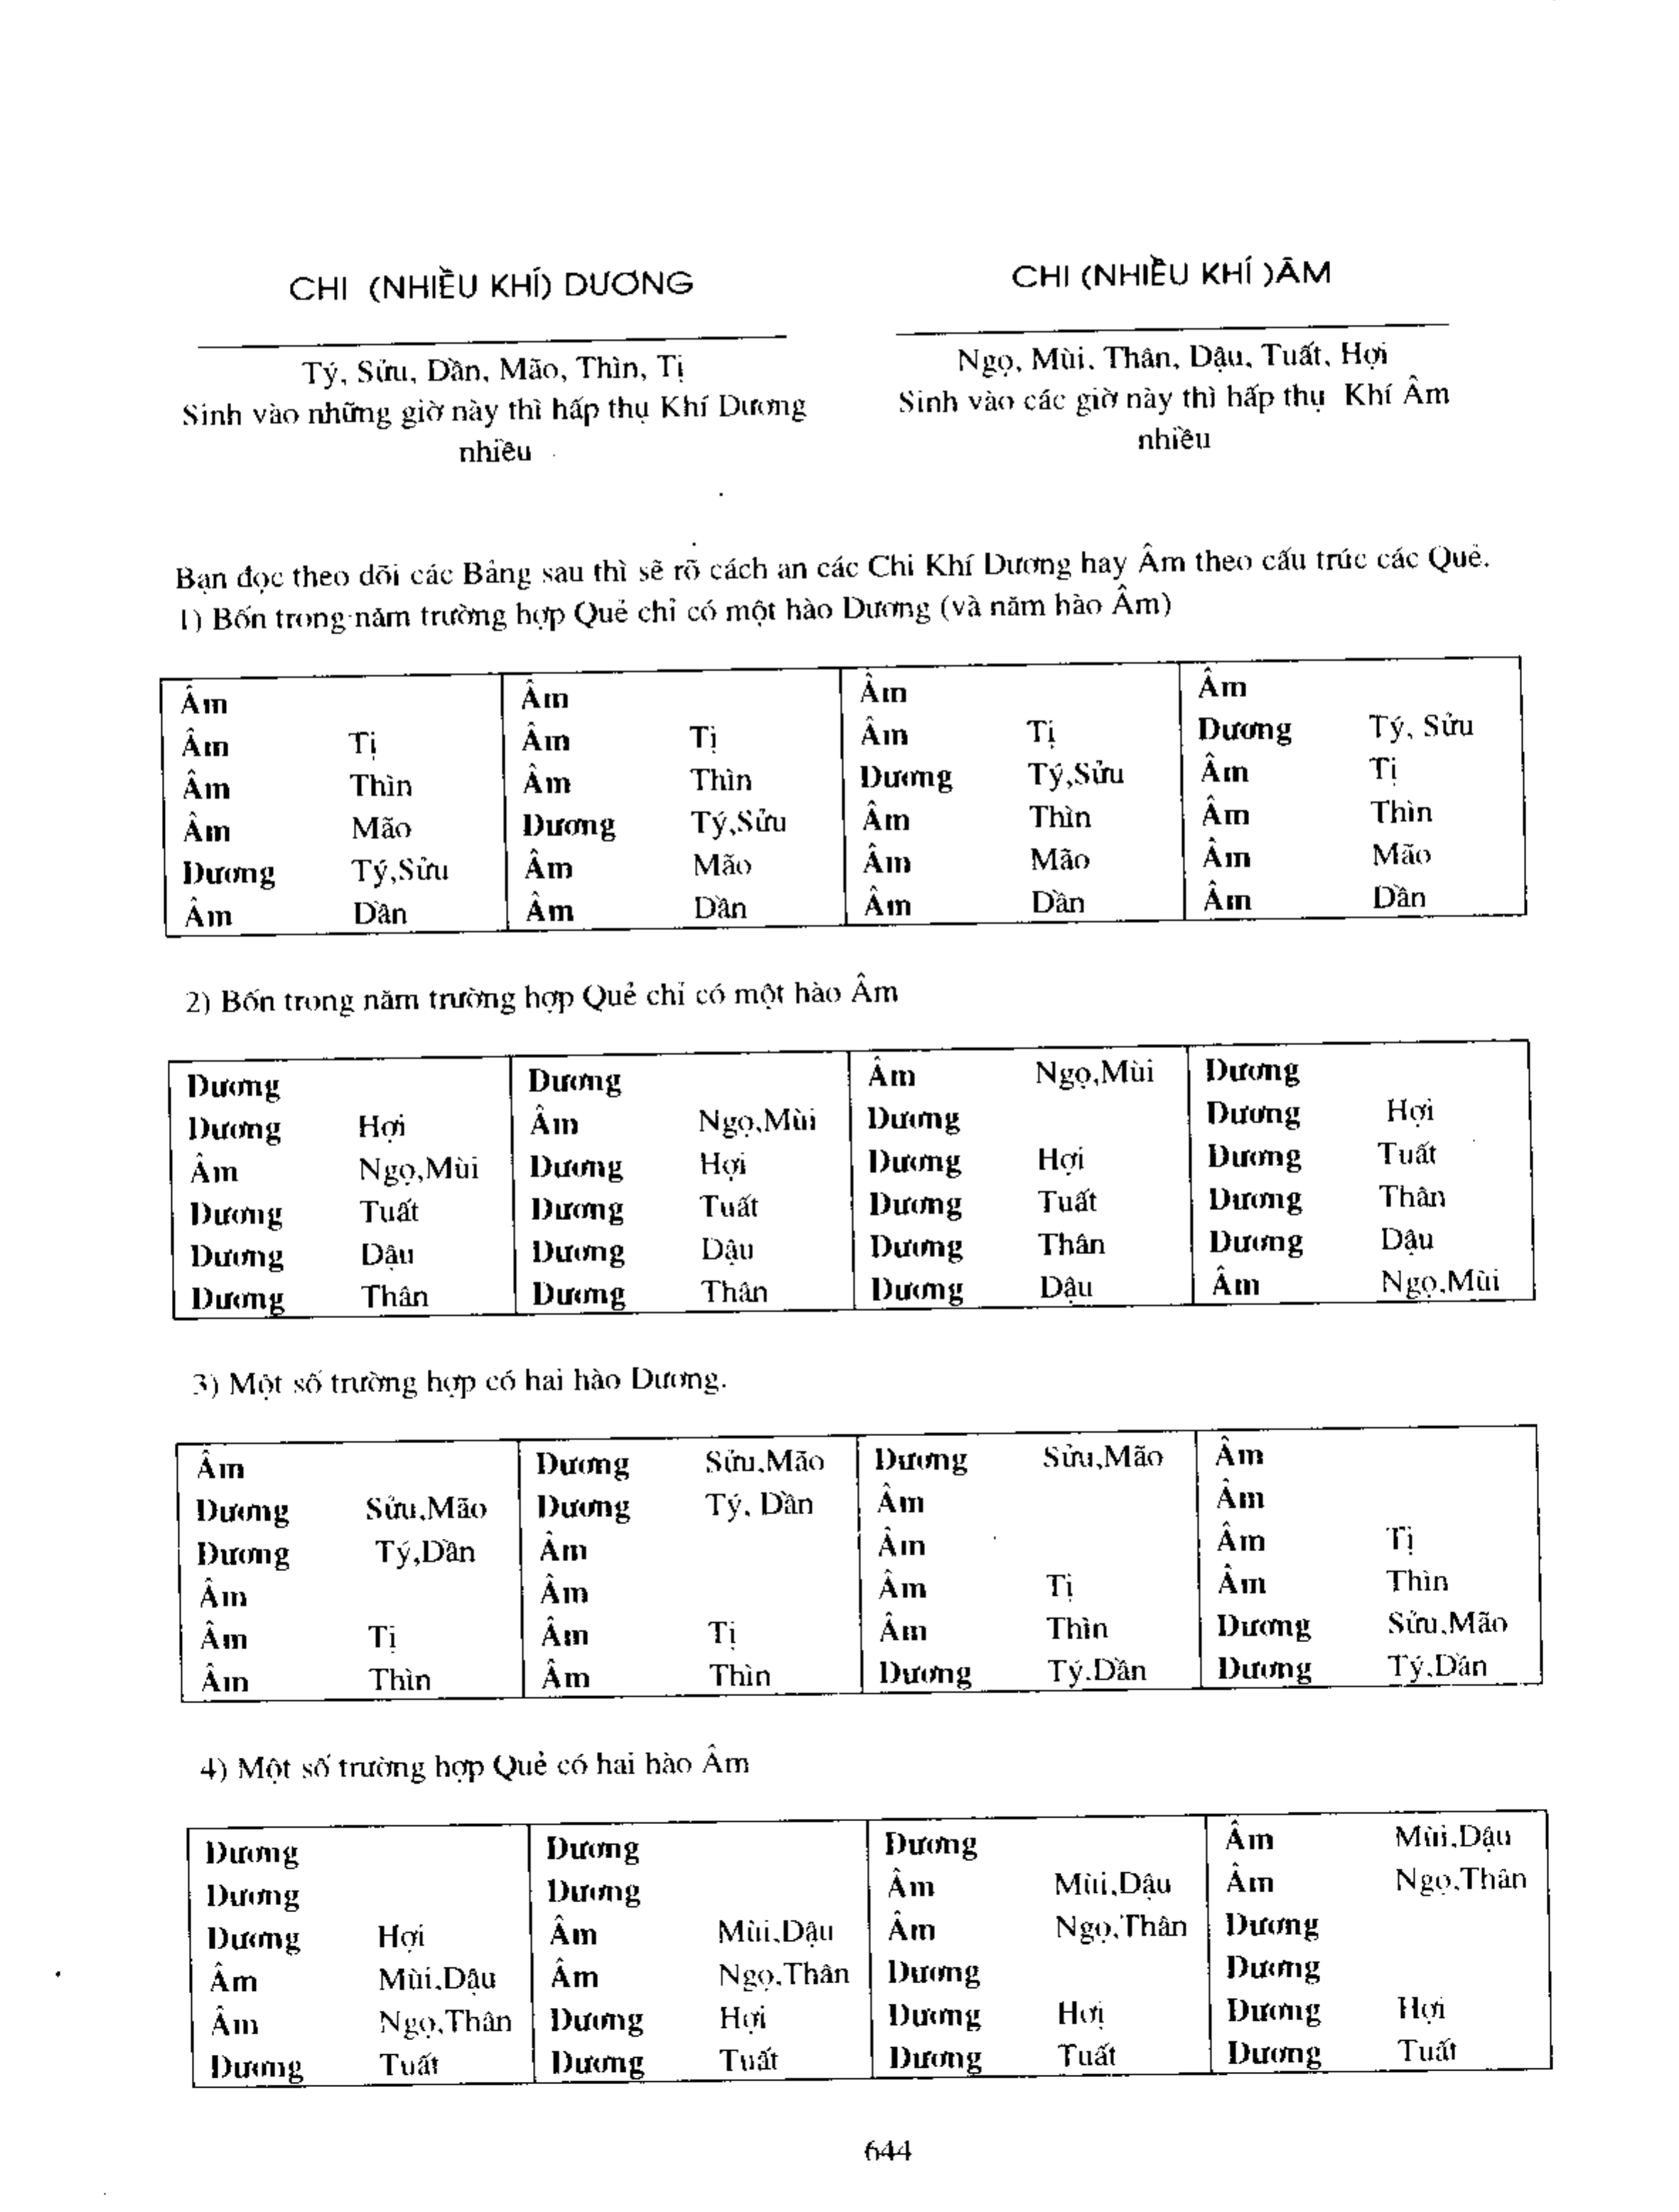 CHI (NHIỀU KHÍ) DƯƠNG
Tý, Sửu, Dần, Mão, Thìn, Tị
Sinh vào những giờ này thì hấp thụ Khí Dương
nhiều
CHI (NHIỀU KHÍ )ÂM
Ngọ, Mùi, Thân, Dậu, Tuất, Hợi
Sinh vào các giờ này thì hấp thụ Khí Âm
nhiều
Bạn đọc theo dõi các Bảng sau thì sẽ rõ cách an các Chi Khí Dương hay Âm theo cấu trúc các Quẻ.
1) Bốn trong năm trường hợp Quẻ chỉ có một hào Dương (và năm hào Âm)
Âm Âm Âm Âm
Âm Tị Âm Tị Âm Tị Dương Tý, Sửu
Âm Thìn Âm Thìn Dương Tý,Sửu Âm Tị
Âm Mão Dương Tý,Sửu Âm Thìn Âm Thìn
Dương Tý,Sửu Âm Mão Âm Mão Âm Mão
Âm Dần Âm Dần Âm Dần Âm Dần
2) Bốn trong năm trường hợp Quẻ chỉ có một hào Âm
Dương Dương Âm Ngọ,Mùi Dương
Dương Hợi Âm Ngọ,Mùi Dương Dương Hợi
Âm Ngọ,Mùi Dương Hợi Dương Hợi Dương Tuất
Dương Tuất Dương Tuất Dương Tuất Dương Thân
Dương Dậu Dương Dậu Dương Thân Dương Dậu
Dương Thân Dương Thân Dương Dậu Âm Ngọ,Mùi
3) Một số trường hợp có hai hào Dương.
Âm Dương Sửu,Mão Dương Sửu,Mão Âm
Dương Sửu,Mão Dương Tý, Dần Âm Âm
Dương Tý,Dần Âm Âm Âm Tị
Âm Âm Âm Tị Âm Thìn
Âm Tị Âm Tị Âm Thìn Dương Sửu,Mão
Âm Thìn Âm Thìn Dương Tý.Dần Dương Tý,Dần
4) Một số trường hợp Quẻ có hai hào Âm
Dương Dương Dương Âm Mùi,Dậu
Dương Dương Âm Mùi,Dậu Âm Ngọ,Thân
Dương Hợi Âm Mùi,Dậu Âm Ngọ,Thân Dương
Âm Mùi,Dậu Âm Ngọ,Thân Dương Dương
Âm Ngọ,Thân Dương Hợi Dương Hợi Dương Hợi
Dương Tuất Dương Tuất Dương Tuất Dương Tuất
644